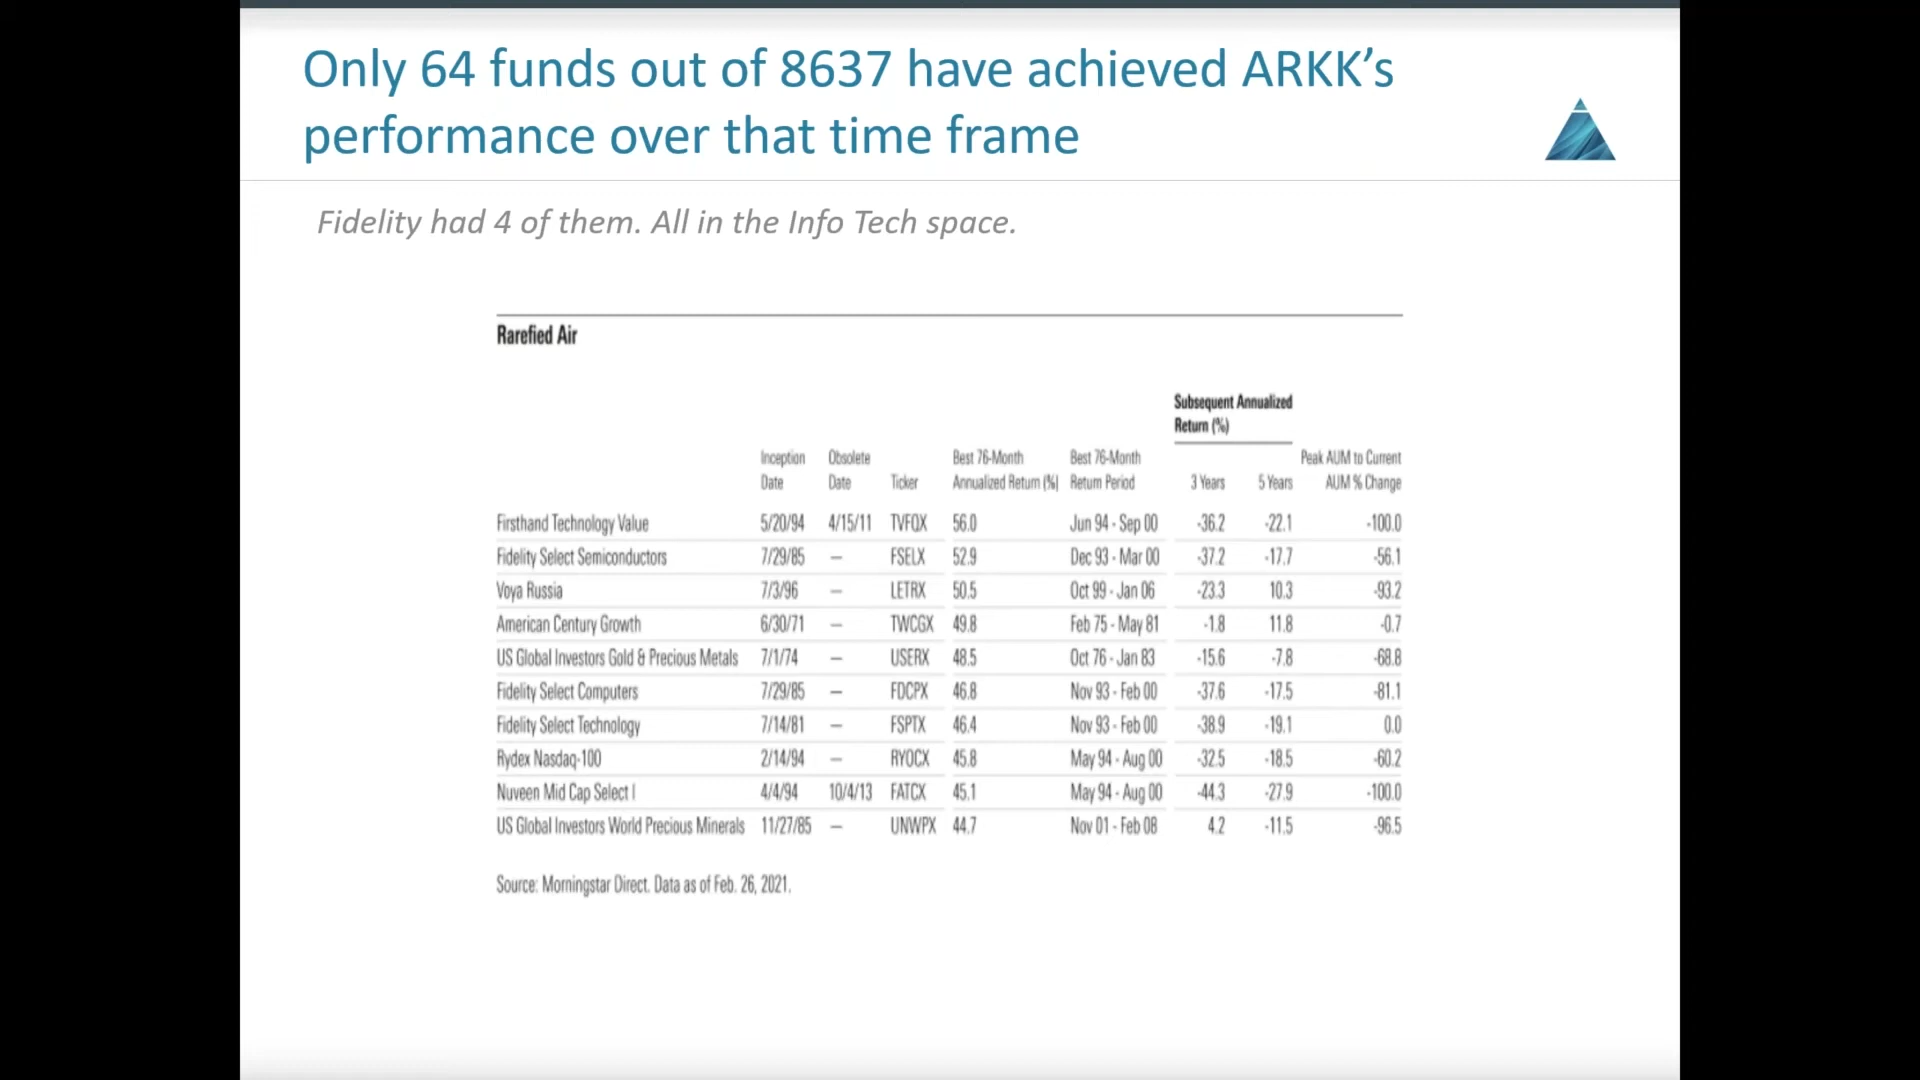 Only 64 funds out of 8637 have achieved ARKK's
performance over that time frame
Fidelity had 4 of them. All in the Info Tech space.
Rarefied Air
Subsequent Annualized
Return (%)
Inception Obsolete Best 76-Month Best 76-Month Peak AUM to Current
Date Date Ticker Annualized Return (%) Return Period 3 Years 5 Years AUM % Change
Firsthand Technology Value 5/20/94 4/15/11 TVFQX 56.0 Jun 94 - Sep 00 -36.2 -22.1 -100.0
Fidelity Select Semiconductors 7/29/85 — FSELX 52.9 Dec 93 - Mar 00 -37.2 -17.7 -56.1
Voya Russia 7/3/96 — LETRX 50.5 Oct 99 - Jan 06 -23.3 10.3 -93.2
American Century Growth 6/30/71 — TWCGX 49.8 Feb 75 - May 81 -1.8 11.8 -0.7
US Global Investors Gold & Precious Metals 7/1/74 — USERX 48.5 Oct 76 - Jan 83 -15.6 -7.8 -68.8
Fidelity Select Computers 7/29/85 — FDCPX 46.8 Nov 93 - Feb 00 -37.6 -17.5 -81.1
Fidelity Select Technology 7/14/81 — FSPTX 46.4 Nov 93 - Feb 00 -38.9 -19.1 0.0
Rydex Nasdaq-100 2/14/94 — RYOCX 45.8 May 94 - Aug 00 -32.5 -18.5 -60.2
Nuveen Mid Cap Select I 4/4/94 10/4/13 FATCX 45.1 May 94 - Aug 00 -44.3 -27.9 -100.0
US Global Investors World Precious Minerals 11/27/85 — UNWPX 44.7 Nov 01 - Feb 08 4.2 -11.5 -96.5
Source: Morningstar Direct. Data as of Feb. 26, 2021.